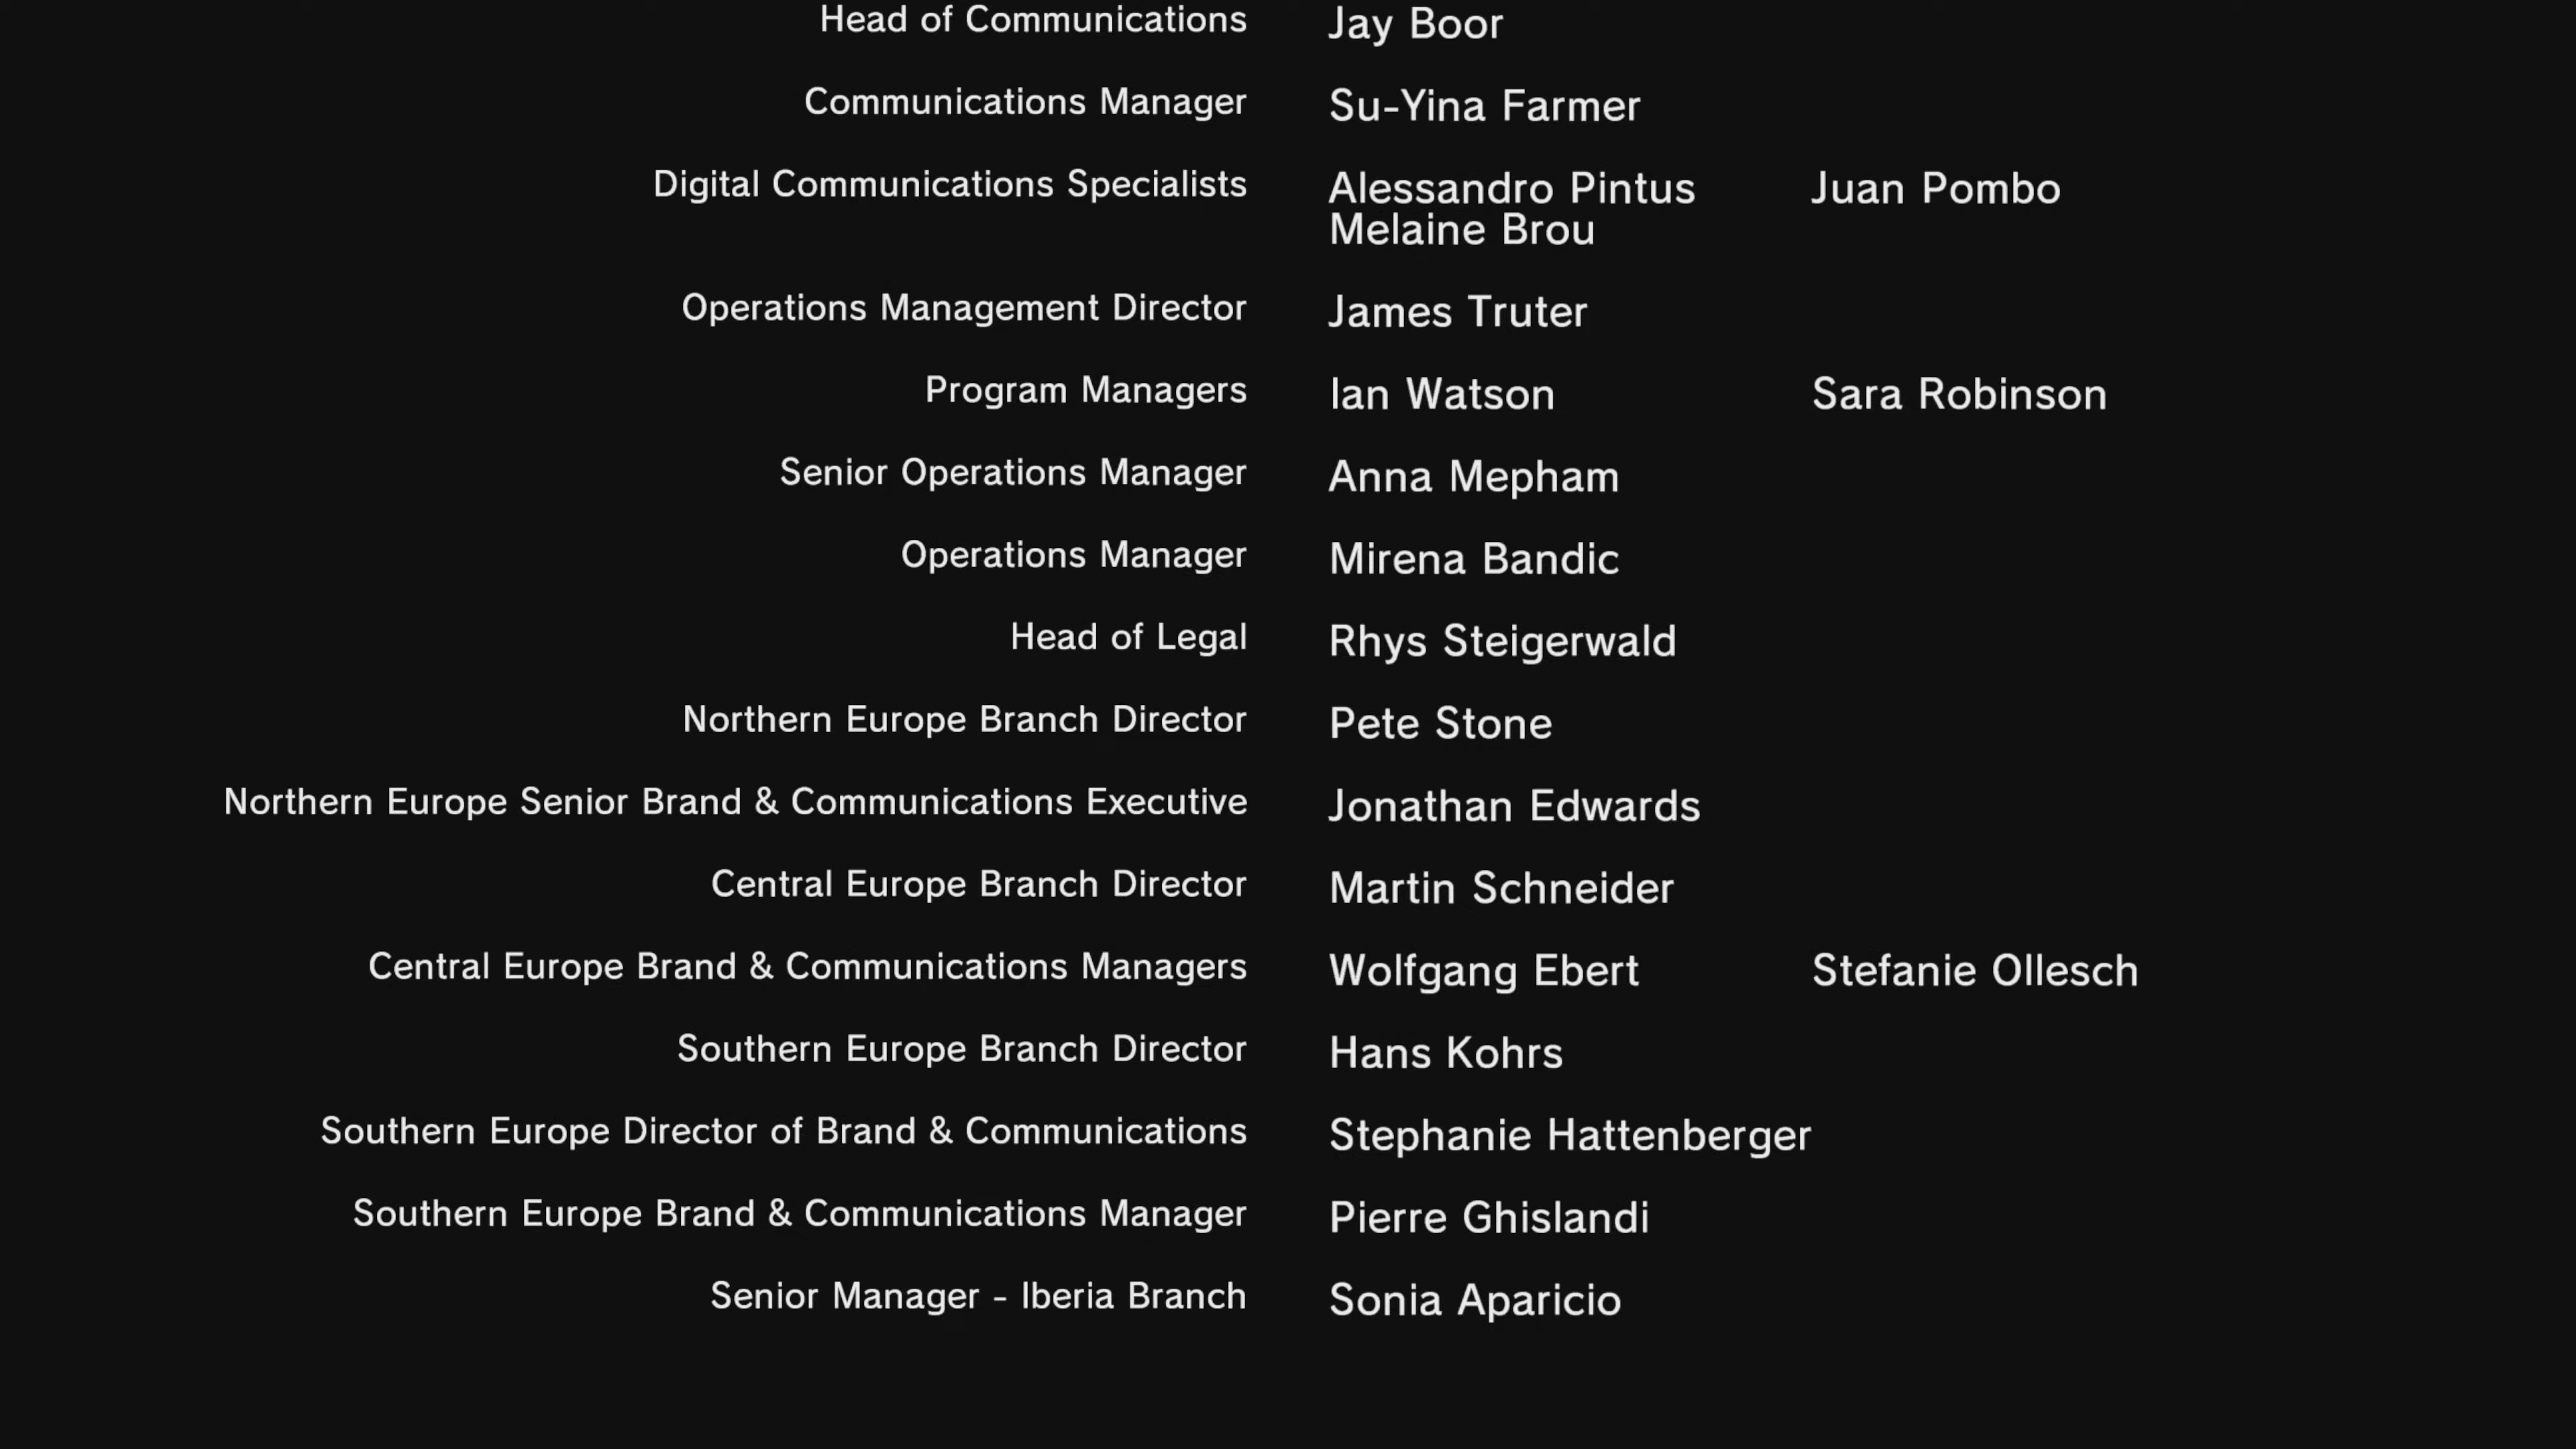 Head of Communications Jay Boor
Communications Manager Su-Yina Farmer
Digital Communications Specialists Alessandro Pintus Juan Pombo
Melaine Brou
Operations Management Director James Truter
Program Managers Ian Watson Sara Robinson
Senior Operations Manager Anna Mepham
Operations Manager Mirena Bandic
Head of Legal Rhys Steigerwald
Northern Europe Branch Director Pete Stone
Northern Europe Senior Brand & Communications Executive Jonathan Edwards
Central Europe Branch Director Martin Schneider
Central Europe Brand & Communications Managers Wolfgang Ebert Stefanie Ollesch
Southern Europe Branch Director Hans Kohrs
Southern Europe Director of Brand & Communications Stephanie Hattenberger
Southern Europe Brand & Communications Manager Pierre Ghislandi
Senior Manager - Iberia Branch Sonia Aparicio